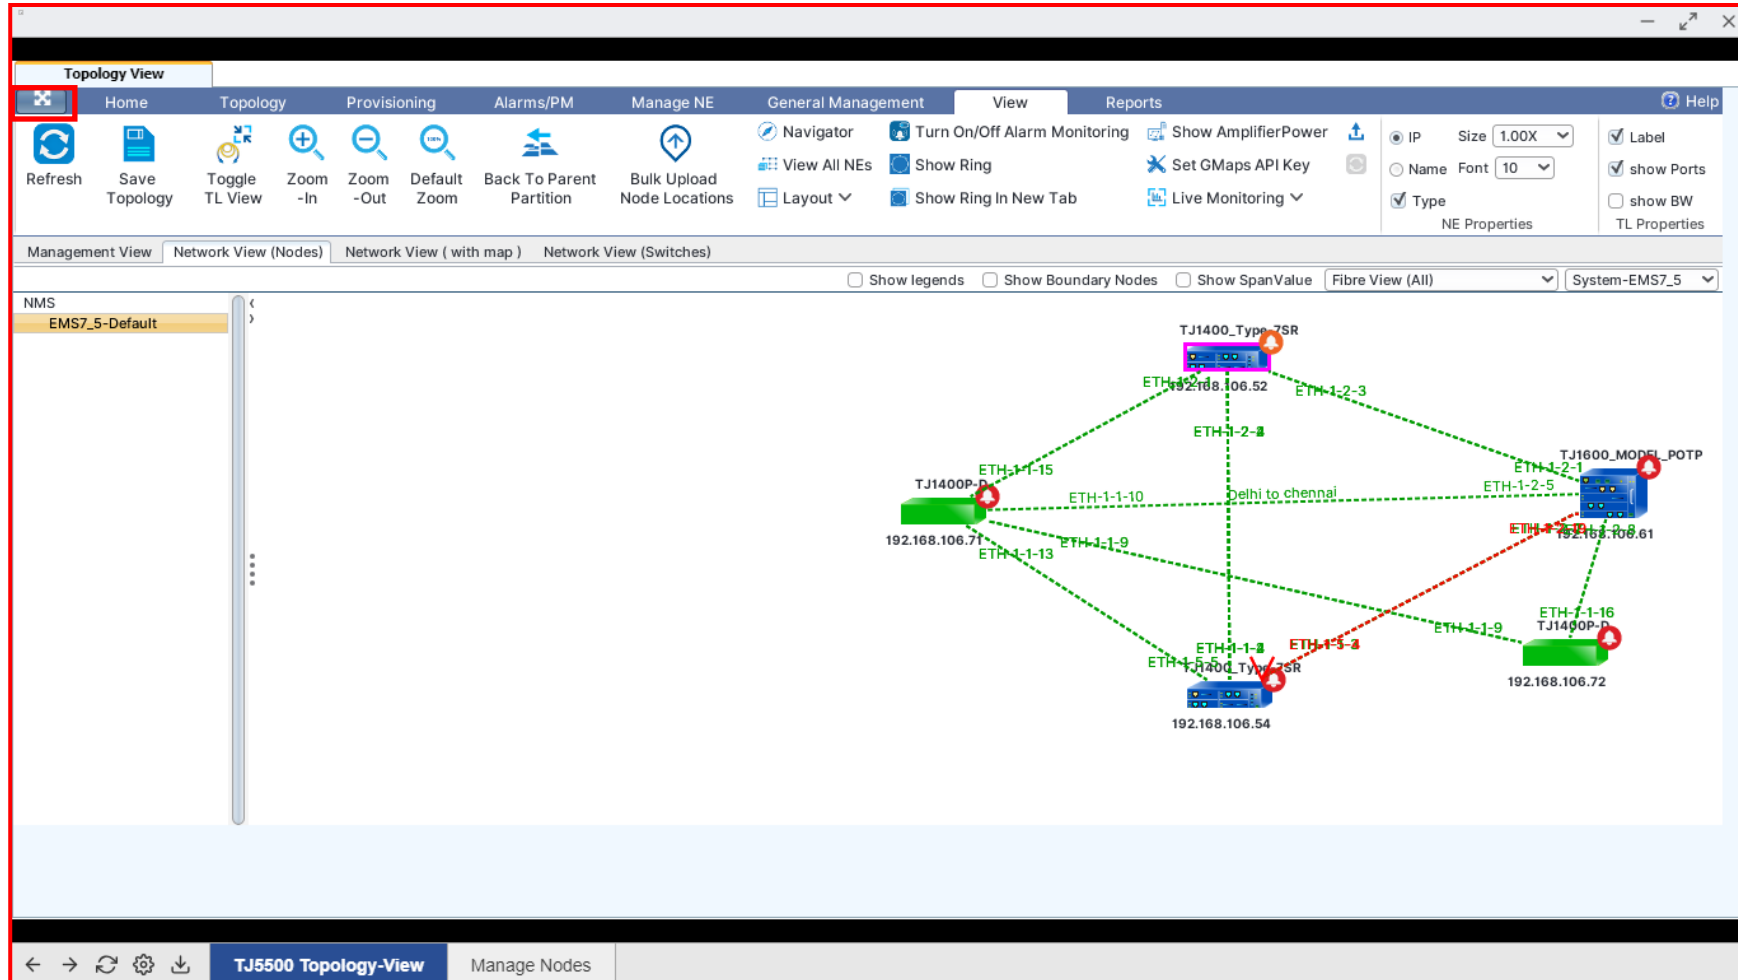 Topology View
Home Topology Provisioning Alarms/PM Manage NE General Management View Reports Help
Refresh
Save Topology
Toggle TL View
Zoom -In
Zoom -Out
Default Zoom
Back To Parent Partition
Bulk Upload Node Locations
Navigator
View All NEs
Layout
Turn On/Off Alarm Monitoring
Show Ring
Show Ring In New Tab
Show AmplifierPower
Set GMaps API Key
Live Monitoring
IP Size 1.00X
Name Font 10
Type
NE Properties
Label
show Ports
show BW
TL Properties
Management View Network View (Nodes) Network View ( with map ) Network View (Switches)
Show legends Show Boundary Nodes Show SpanValue Fibre View (All) System-EMS7_5
NMS
EMS7_5-Default
TJ1400_Type-7SR
192.168.106.52
ETH-1-2-3
ETH-1-1-15
TJ1400P-D
192.168.106.71
ETH-1-1-10
Delhi to chennai
ETH-1-2-5
TJ1600_MODEL_POTP
ETH-1-2-1
192.168.106.61
ETH-1-1-9
ETH-1-1-13
ETH-1-1-16
TJ1400P-D
ETH-1-1-9
192.168.106.72
ETH-1-5-5
TJ1400_Type-7SR
192.168.106.54
TJ5500 Topology-View Manage Nodes